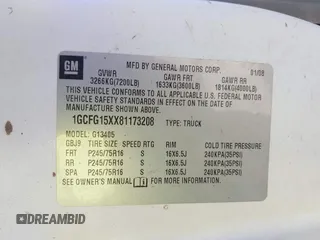 GM
MFD BY GENERAL MOTORS CORP. 01/08
GVWR GAWR FRT GAWR RR
3266KG(7200LB) 1633KG(3600LB) 1814KG(4000LB)
THIS VEHICLE CONFORMS TO ALL APPLICABLE U.S. FEDERAL
MOTOR VEHICLE SAFETY STANDARDS IN EFFECT ON THE DATE
OF MANUFACTURE SHOWN ABOVE.
1GCFG15XX81173208 TYPE: TRUCK
MODEL: G13405
GBJ9 TIRE SIZE SPEED RTG RIM COLD TIRE PRESSURE
FRT P245/75R16 S 16X6.5J 240KPA(35PSI)
RR P245/75R16 S 16X6.5J 240KPA(35PSI)
SPA P245/75R16 S 16X6.5J 240KPA(35PSI)
SEE OWNER'S MANUAL FOR ADDITIONAL INFORMATION.
DREAMBID